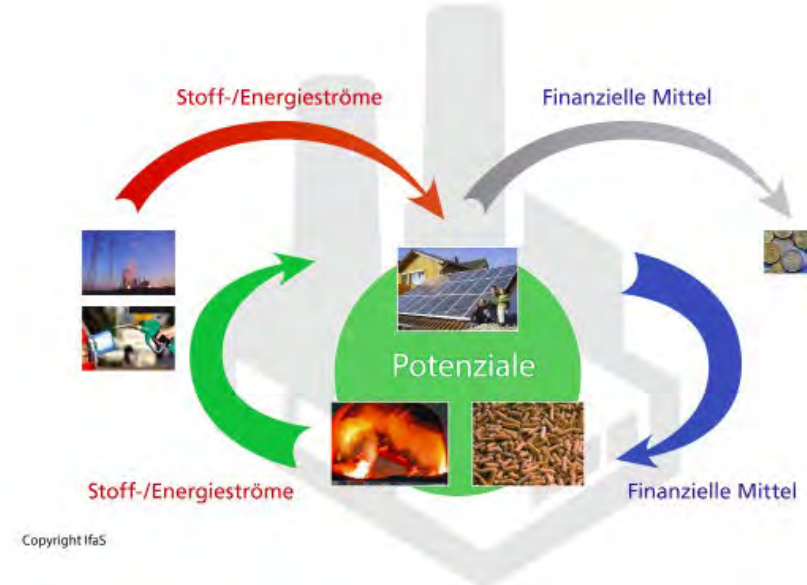 Stoff-/Energieströme
Finanzielle Mittel
Potenziale
Stoff-/Energieströme
Finanzielle Mittel
Copyright IfaS